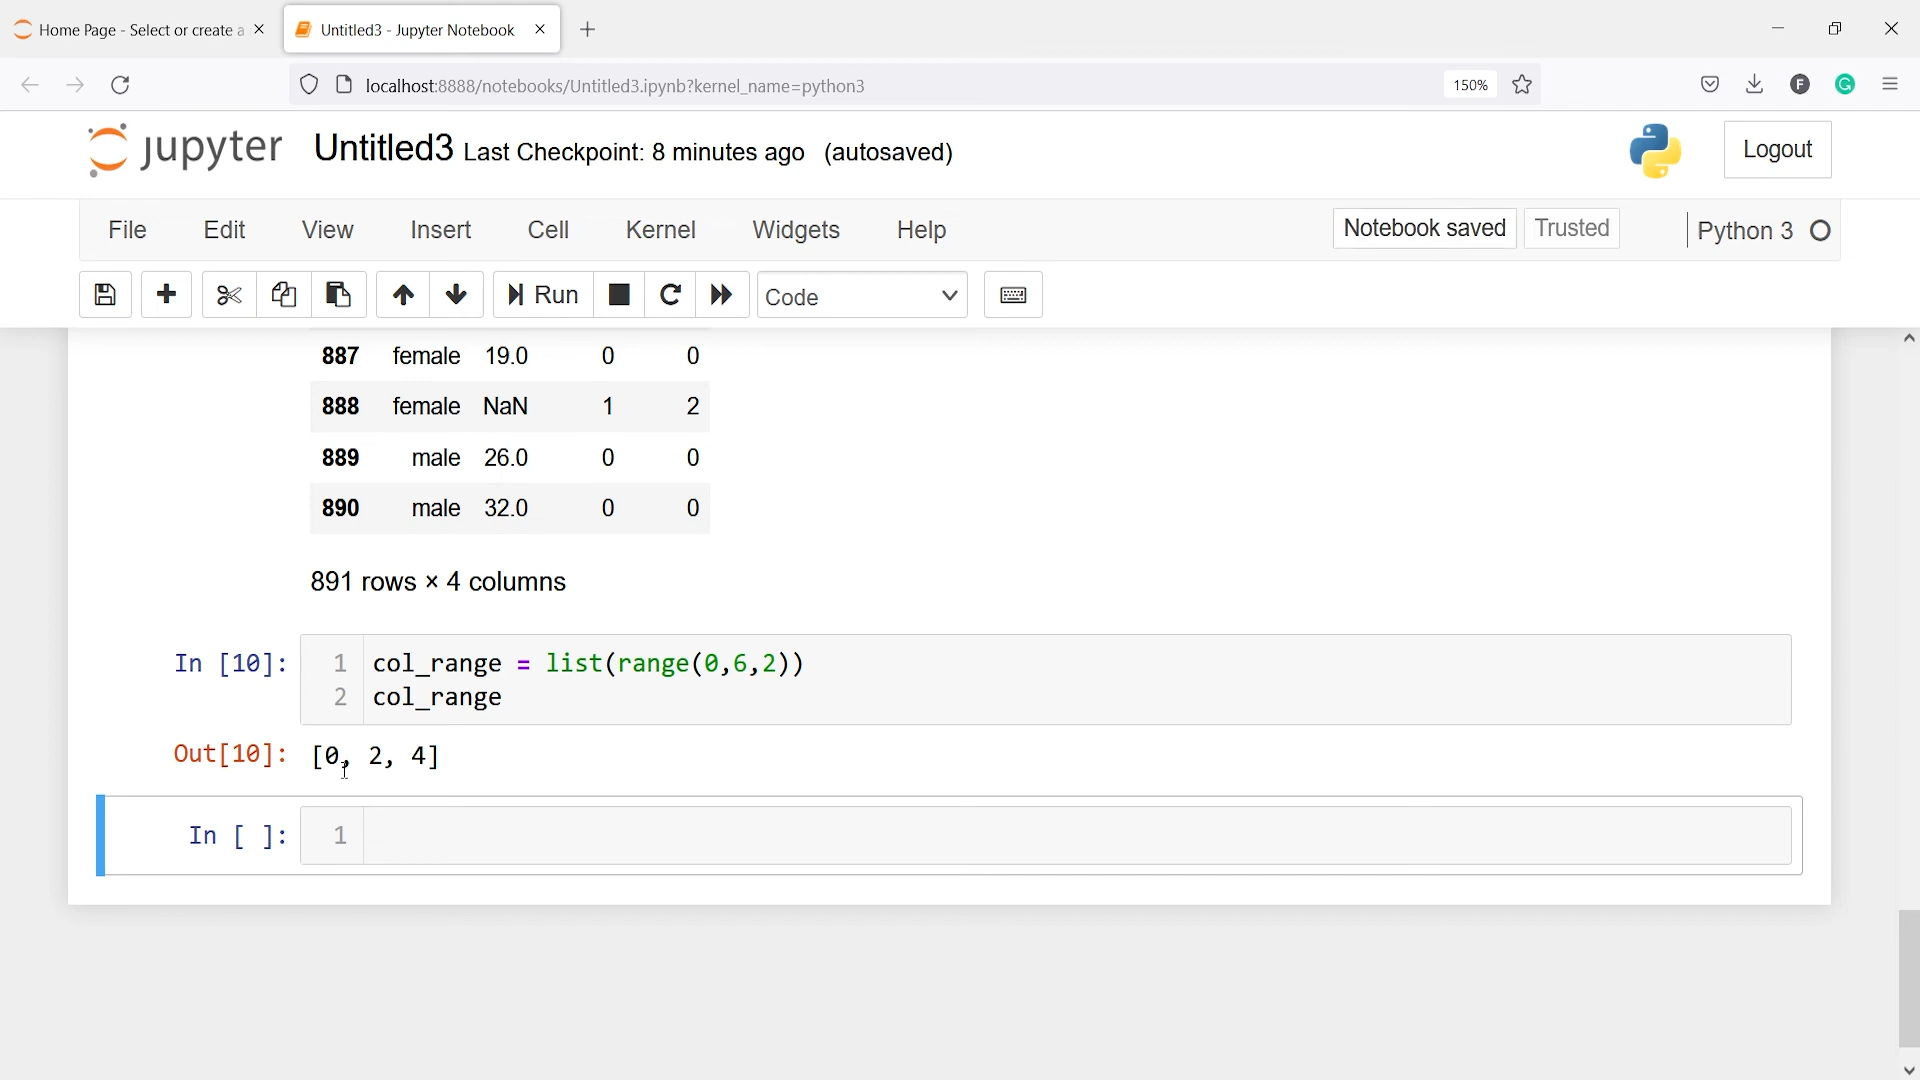 Home Page - Select or create a
Untitled3 - Jupyter Notebook
localhost:8888/notebooks/Untitled3.ipynb?kernel_name=python3
150%
F
G
jupyter Untitled3 Last Checkpoint: 8 minutes ago (autosaved)
Logout
File Edit View Insert Cell Kernel Widgets Help Notebook saved Trusted Python 3
Run Code
887 female 19.0 0 0
888 female NaN 1 2
889 male 26.0 0 0
890 male 32.0 0 0
891 rows × 4 columns
In [10]: 1 col_range = list(range(0,6,2))
2 col_range
Out[10]: [0, 2, 4]
In [ ]: 1